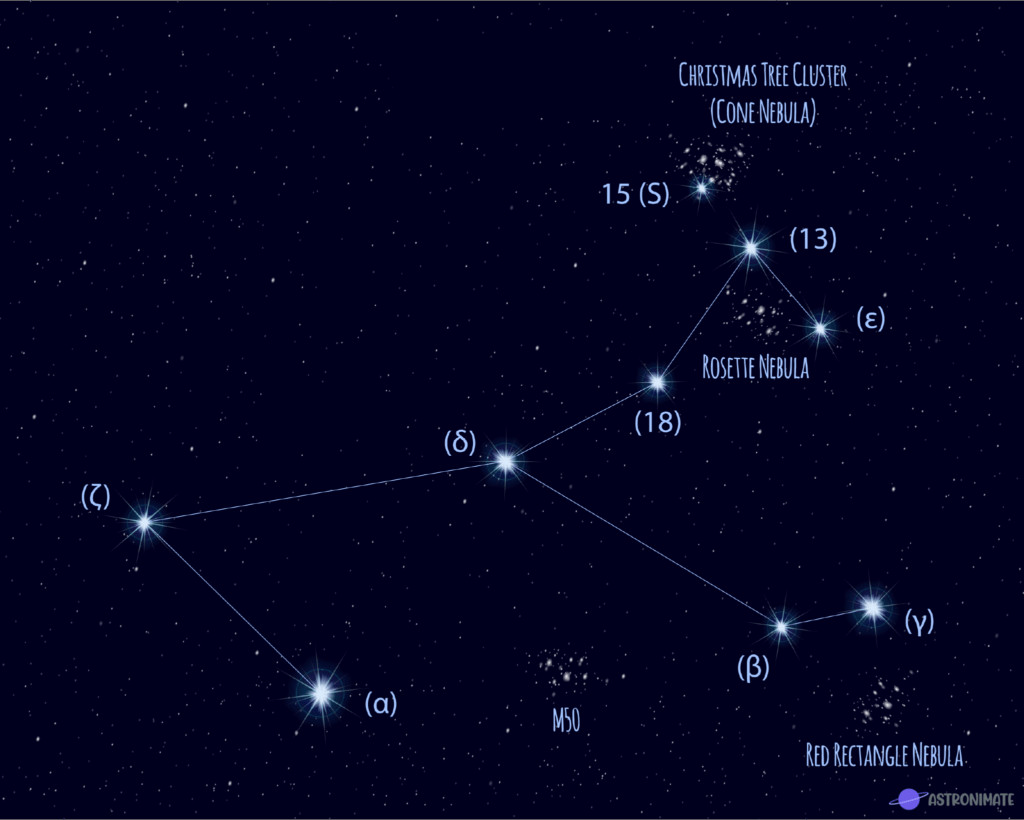 Christmas Tree Cluster
(Cone Nebula)
15 (S)
(13)
(ε)
Rosette Nebula
(18)
(δ)
(ζ)
(γ)
(β)
(α)
M50
Red Rectangle Nebula
ASTRONIMATE